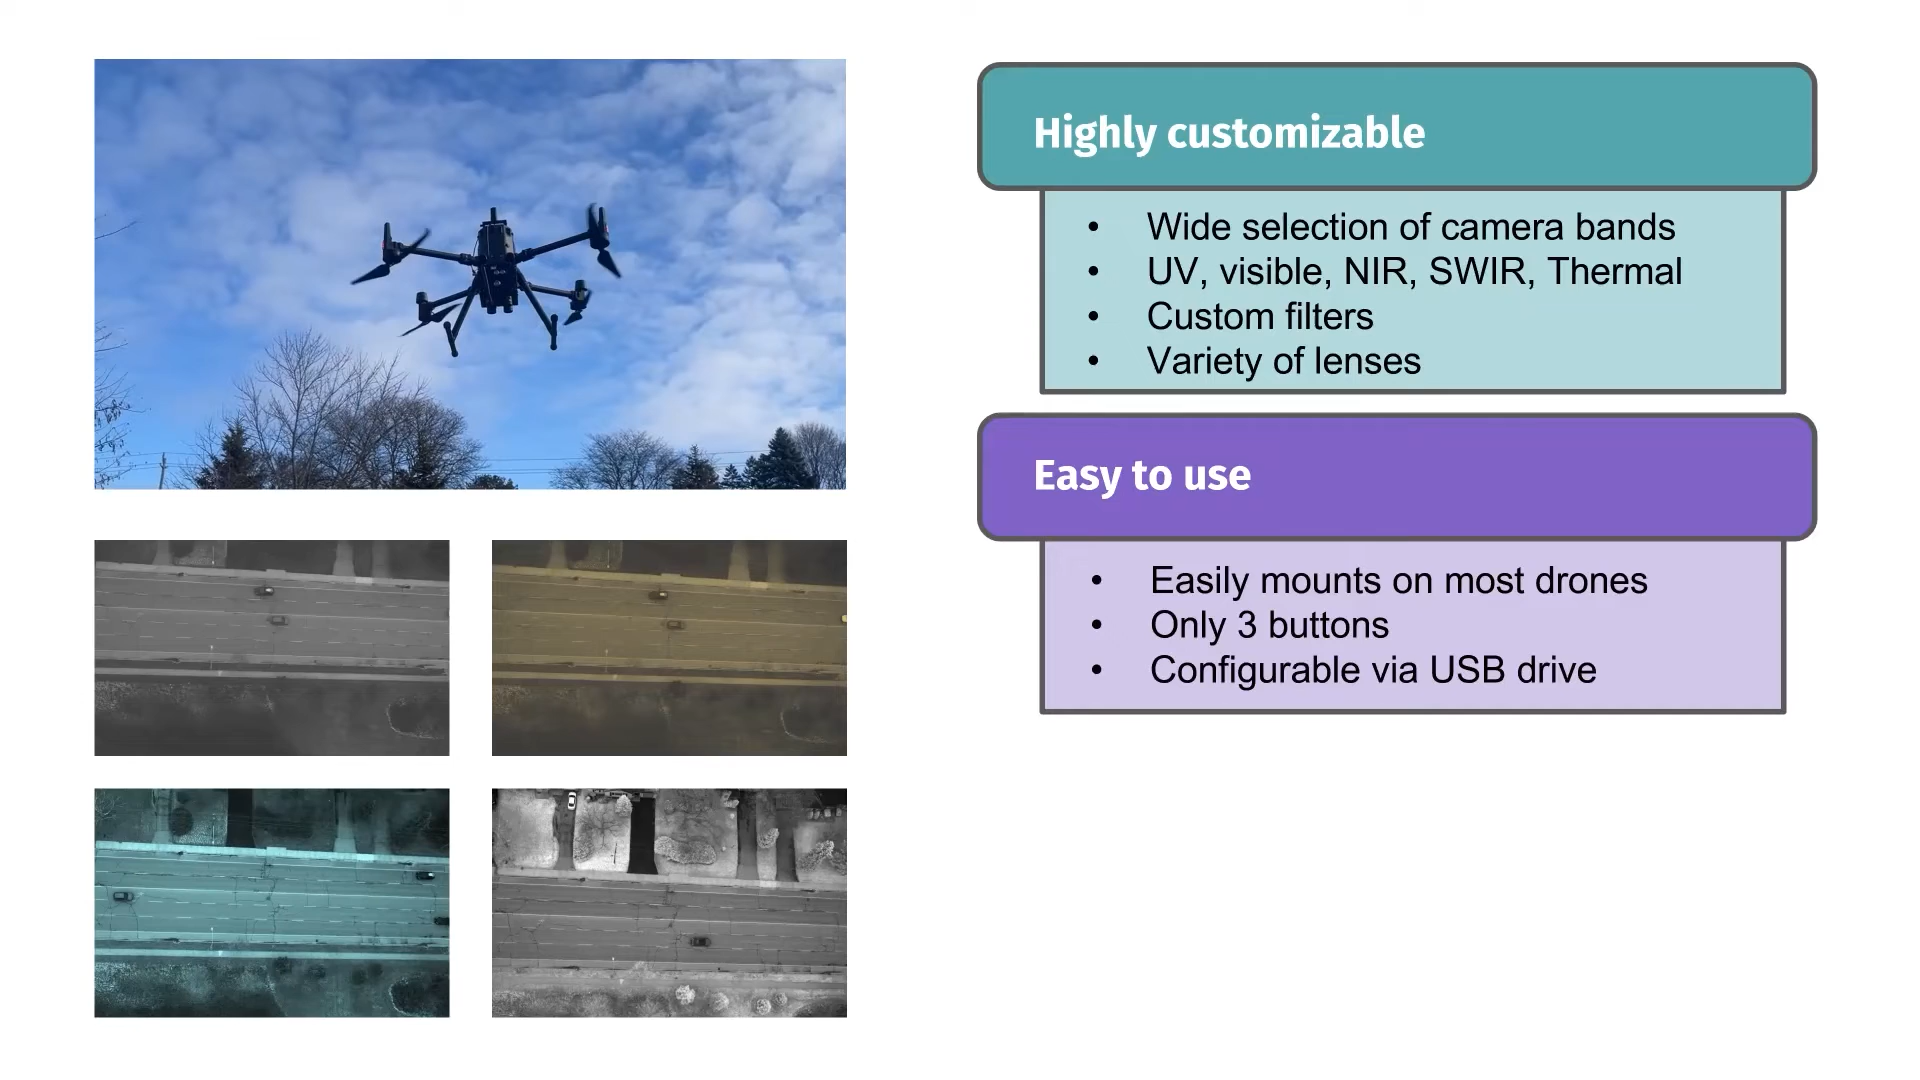 Highly customizable
• Wide selection of camera bands
• UV, visible, NIR, SWIR, Thermal
• Custom filters
• Variety of lenses
Easy to use
• Easily mounts on most drones
• Only 3 buttons
• Configurable via USB drive